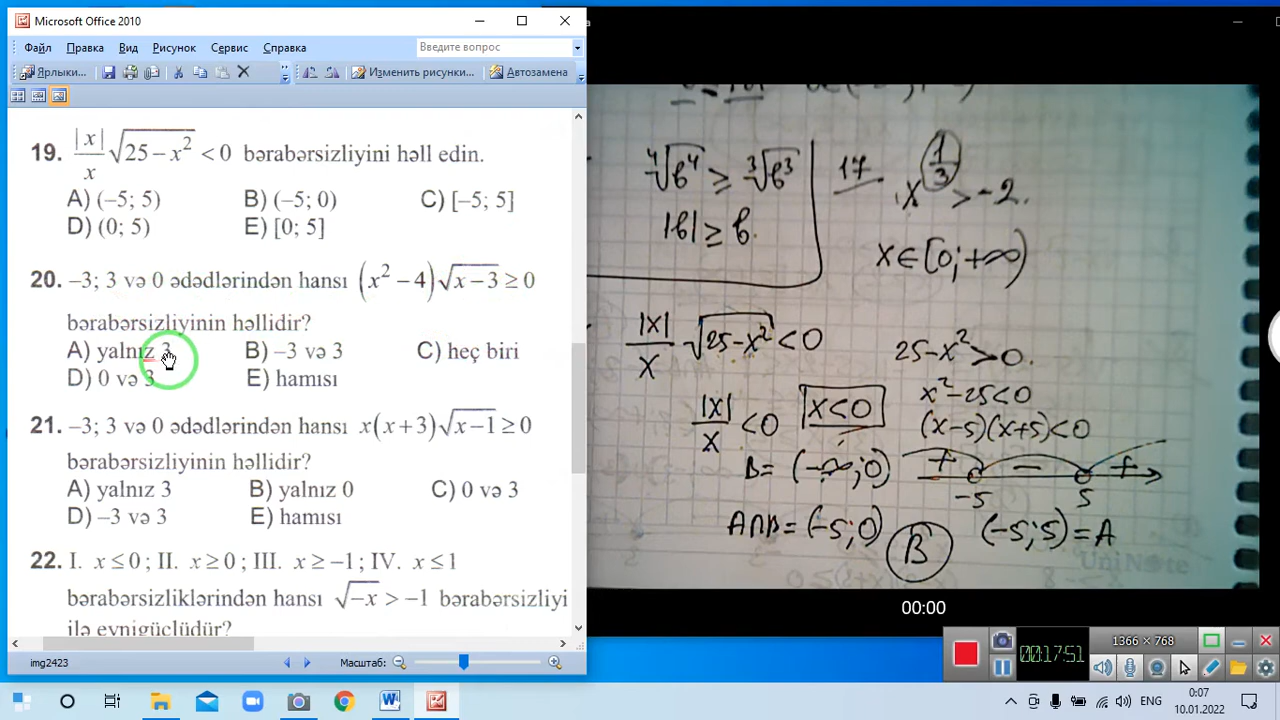 Microsoft Office 2010
Файл Правка Вид Рисунок Сервис Справка
Введите вопрос
Ярлыки... Изменить рисунки... Автозамена
19. |x|/x √(25 – x²) < 0 bərabərsizliyini həll edin.
A) (–5; 5) B) (–5; 0) C) [–5; 5]
D) (0; 5) E) [0; 5]
20. –3; 3 və 0 ədədlərindən hansı (x² – 4)√(x–3) ≥ 0
bərabərsizliyinin həllidir?
A) yalnız 3 B) –3 və 3 C) heç biri
D) 0 və 3 E) hamısı
21. –3; 3 və 0 ədədlərindən hansı x(x+3)√(x–1) ≥ 0
bərabərsizliyinin həllidir?
A) yalnız 3 B) yalnız 0 C) 0 və 3
D) –3 və 3 E) hamısı
22. I. x ≤ 0 ; II. x ≥ 0 ; III. x ≥ –1 ; IV. x ≤ 1
bərabərsizliklərindən hansı √–x > –1 bərabərsizliyi
ilə eynigüclüdür?
img2423 Масштаб:
⁴√b⁴ ≥ ³√b³
|b| ≥ b.
17 x^(1/3) > -2.
x ∈ [0; +∞)
|x|/x √(25-x²) < 0
|x|/x < 0 x<0
B= (-∞; 0)
A∩B = (-5; 0) B
25-x² > 0.
x²-25 < 0
(x-5)(x+5) < 0
+ - +
-5 5
(-5; 5) = A
UniNote
00:00
1366 × 768
00:17:51
ENG
0:07
10.01.2022